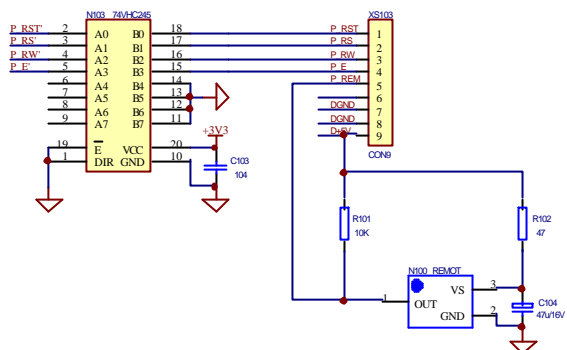 N103 74VHC245
XS103
P_RST' 2 A0 B0 18 P_RST 1
P_RS' 3 A1 B1 17 P_RS 2
P_RW' 4 A2 B2 16 P_RW 3
P_E' 5 A3 B3 15 P_E 4
6 A4 B4 14 P_REM 5
7 A5 B5 13 6
8 A6 B6 12 DGND 7
9 A7 B7 11 DGND 8
+3V3 D+5V 9
19 E VCC 20 CON9
1 DIR GND 10
C103
104
R101
10K
R102
47
N100 REMOT
1 OUT VS 3
GND 2
C104
47u/16V